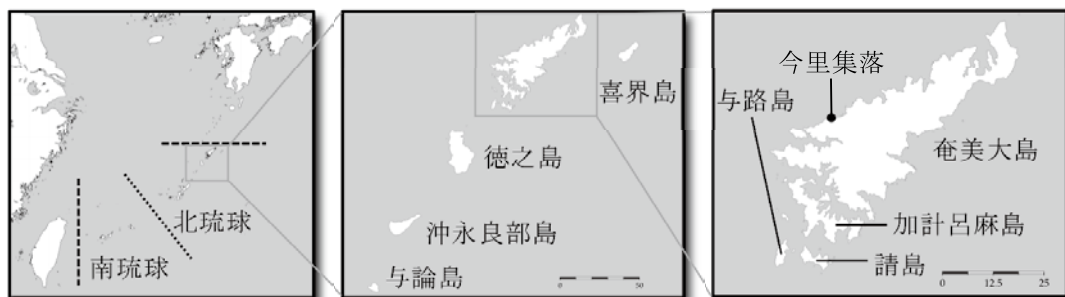 北琉球
南琉球
喜界島
徳之島
沖永良部島
与論島
0
50
今里集落
与路島
奄美大島
加計呂麻島
請島
0
12.5
25